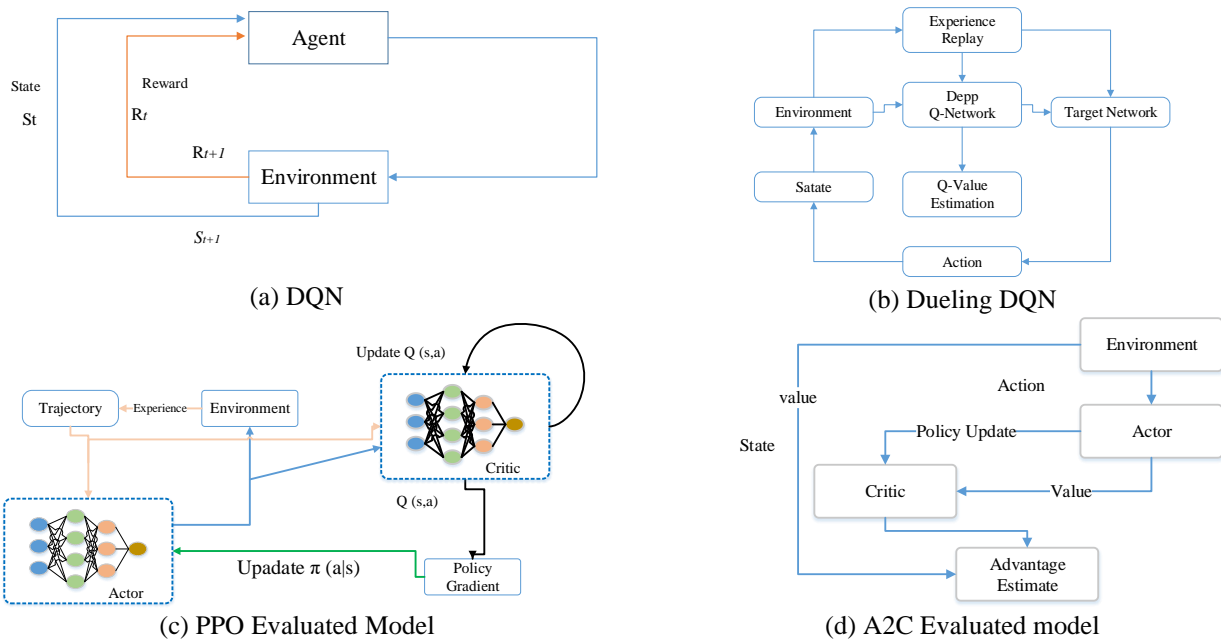 Agent
State
Reward
St
Rt
Rt+1
Environment
St+1
(a) DQN
Experience
Replay
Environment
Depp
Q-Network
Target Network
Satate
Q-Value
Estimation
Action
(b) Dueling DQN
Update Q (s,a)
Trajectory
Experience
Environment
Critic
Q (s,a)
Actor
Upadate π (a|s)
Policy
Gradient
(c) PPO Evaluated Model
Environment
Action
value
State
Policy Update
Actor
Critic
Value
Advantage
Estimate
(d) A2C Evaluated model